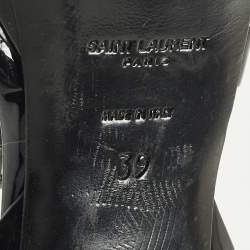 SAINT LAURENT
PARIS
MADE IN ITALY
39